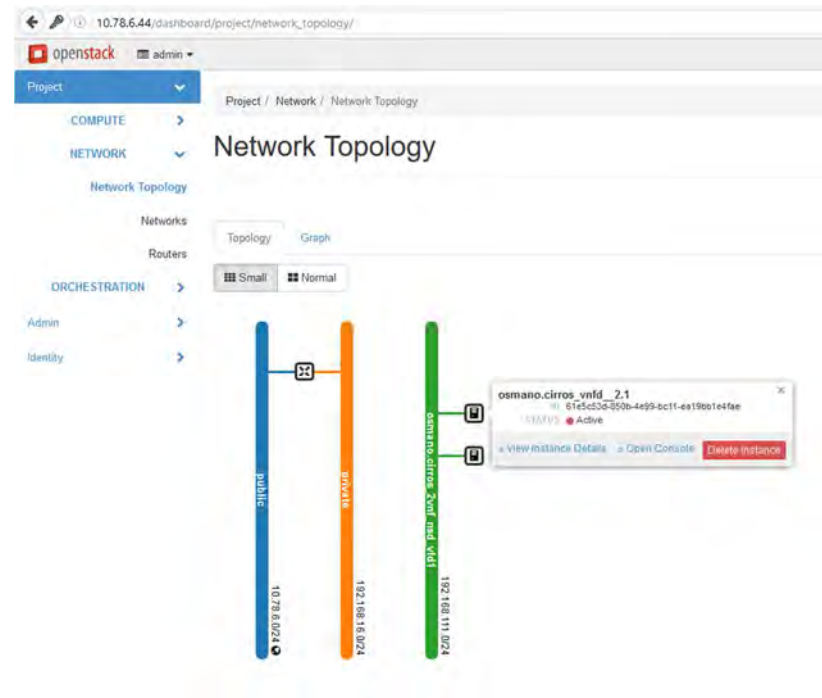 10.78.6.44/dashboard/project/network_topology/
openstack admin
Project
Project / Network / Network Topology
COMPUTE
NETWORK
Network Topology
Network Topology
Networks
Routers
Topology Graph
Small Normal
ORCHESTRATION
Admin
Identity
osmano.cirros_vnfd__2.1
ID 61e5c53d-850b-4e99-bc11-ea19bb1e4fae
STATUS Active
» View Instance Details » Open Console Delete Instance
public
private
osmano.cirros_2vnf_nsd_vld1
10.78.6.0/24
192.168.16.0/24
192.168.111.0/24